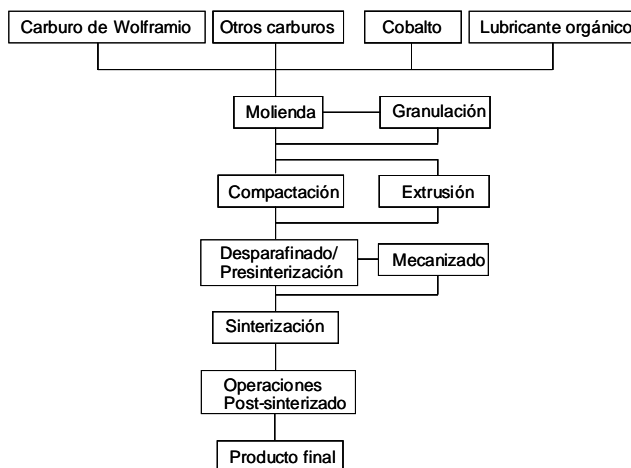 Carburo de Wolframio
Otros carburos
Cobalto
Lubricante orgánico
Molienda
Granulación
Compactación
Extrusión
Desparafinado/
Presinterización
Mecanizado
Sinterización
Operaciones
Post-sinterizado
Producto final